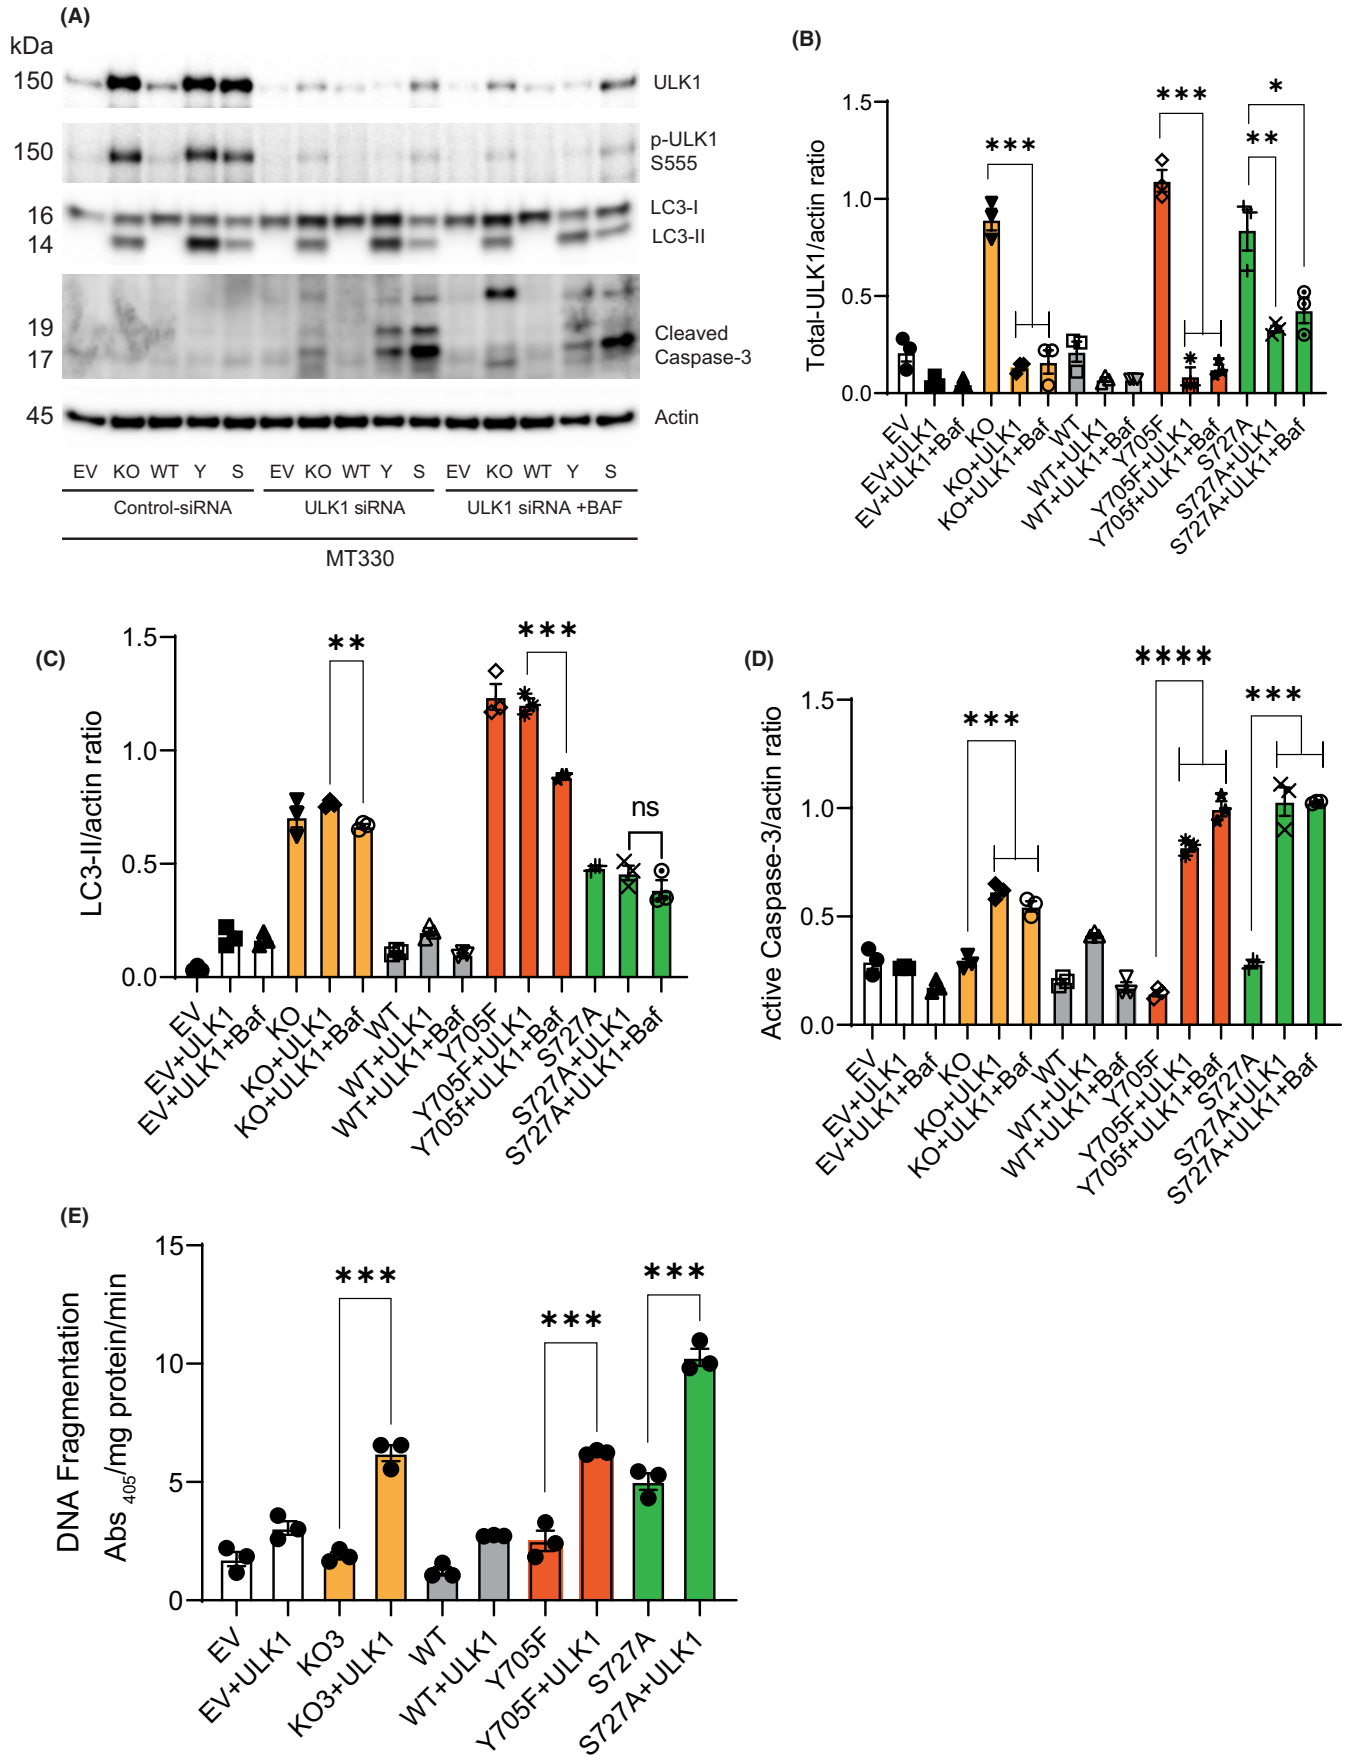 (A)
kDa
150
ULK1
150
p-ULK1
S555
16
LC3-I
14
LC3-II
19
17
Cleaved
Caspase-3
45
Actin
EV KO WT Y S EV KO WT Y S EV KO WT Y S
Control-siRNA ULK1 siRNA ULK1 siRNA +BAF
MT330
(B)
Total-ULK1/actin ratio
1.5
1.0
0.5
0.0
***
***
**
*
EV
EV+ULK1
EV+ULK1+Baf
KO
KO+ULK1
KO+ULK1+Baf
WT
WT+ULK1
WT+ULK1+Baf
Y705F
Y705F+ULK1
Y705f+ULK1+Baf
S727A
S727A+ULK1
S727A+ULK1+Baf
(C)
LC3-II/actin ratio
1.5
1.0
0.5
0.0
**
***
ns
EV
EV+ULK1
EV+ULK1+Baf
KO
KO+ULK1
KO+ULK1+Baf
WT
WT+ULK1
WT+ULK1+Baf
Y705F
Y705F+ULK1
Y705f+ULK1+Baf
S727A
S727A+ULK1
S727A+ULK1+Baf
(D)
Active Caspase-3/actin ratio
1.5
1.0
0.5
0.0
***
****
***
EV
EV+ULK1
EV+ULK1+Baf
KO
KO+ULK1
KO+ULK1+Baf
WT
WT+ULK1
WT+ULK1+Baf
Y705F
Y705F+ULK1
Y705f+ULK1+Baf
S727A
S727A+ULK1
S727A+ULK1+Baf
(E)
DNA Fragmentation
Abs 405/mg protein/min
15
10
5
0
***
***
***
EV
EV+ULK1
KO3
KO3+ULK1
WT
WT+ULK1
Y705F
Y705F+ULK1
S727A
S727A+ULK1